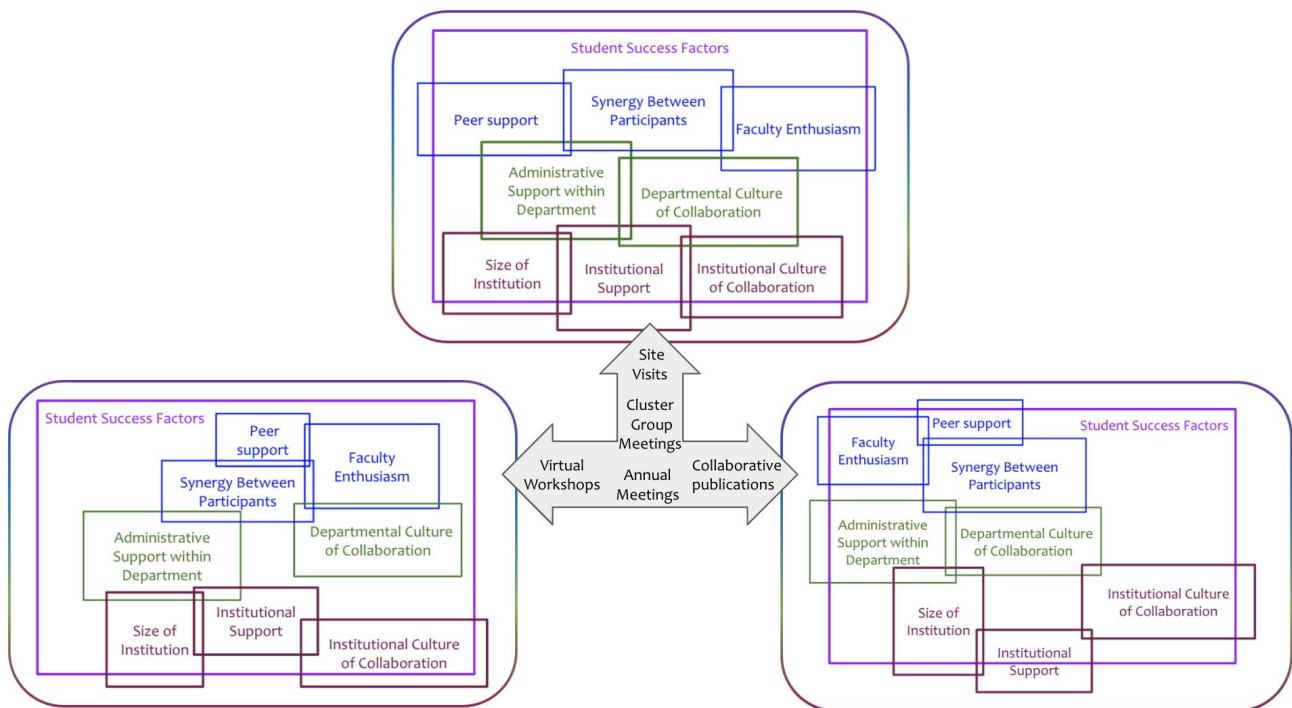 Student Success Factors
Peer support
Synergy Between
Participants
Faculty Enthusiasm
Administrative
Support within
Department
Departmental Culture
of Collaboration
Size of
Institution
Institutional
Support
Institutional Culture
of Collaboration
Site
Visits
Cluster
Group
Meetings
Virtual
Workshops
Annual
Meetings
Collaborative
publications
Student Success Factors
Peer
support
Faculty
Enthusiasm
Synergy Between
Participants
Administrative
Support within
Department
Departmental Culture
of Collaboration
Size of
Institution
Institutional
Support
Institutional Culture
of Collaboration
Student Success Factors
Peer support
Faculty
Enthusiasm
Synergy Between
Participants
Administrative
Support within
Department
Departmental Culture
of Collaboration
Size of
Institution
Institutional Culture
of Collaboration
Institutional
Support